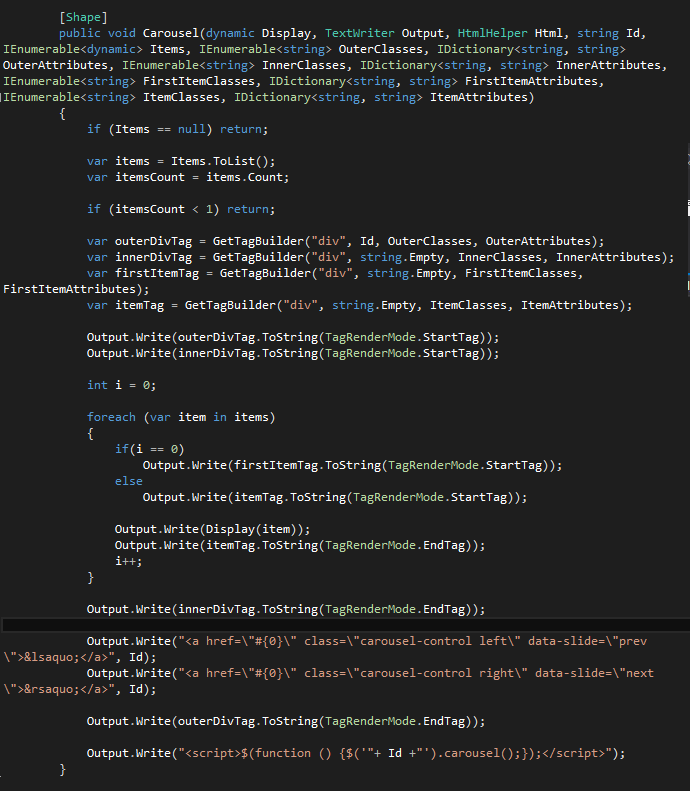 [Shape]
public void Carousel(dynamic Display, TextWriter Output, HtmlHelper Html, string Id,
IEnumerable<dynamic> Items, IEnumerable<string> OuterClasses, IDictionary<string, string>
OuterAttributes, IEnumerable<string> InnerClasses, IDictionary<string, string> InnerAttributes,
IEnumerable<string> FirstItemClasses, IDictionary<string, string> FirstItemAttributes,
IEnumerable<string> ItemClasses, IDictionary<string, string> ItemAttributes)
{
if (Items == null) return;
var items = Items.ToList();
var itemsCount = items.Count;
if (itemsCount < 1) return;
var outerDivTag = GetTagBuilder("div", Id, OuterClasses, OuterAttributes);
var innerDivTag = GetTagBuilder("div", string.Empty, InnerClasses, InnerAttributes);
var firstItemTag = GetTagBuilder("div", string.Empty, FirstItemClasses,
FirstItemAttributes);
var itemTag = GetTagBuilder("div", string.Empty, ItemClasses, ItemAttributes);
Output.Write(outerDivTag.ToString(TagRenderMode.StartTag));
Output.Write(innerDivTag.ToString(TagRenderMode.StartTag));
int i = 0;
foreach (var item in items)
{
if(i == 0)
Output.Write(firstItemTag.ToString(TagRenderMode.StartTag));
else
Output.Write(itemTag.ToString(TagRenderMode.StartTag));
Output.Write(Display(item));
Output.Write(itemTag.ToString(TagRenderMode.EndTag));
i++;
}
Output.Write(innerDivTag.ToString(TagRenderMode.EndTag));
Output.Write("<a href=\"#{0}\" class=\"carousel-control left\" data-slide=\"prev
\">&lsaquo;</a>", Id);
Output.Write("<a href=\"#{0}\" class=\"carousel-control right\" data-slide=\"next
\">&rsaquo;</a>", Id);
Output.Write(outerDivTag.ToString(TagRenderMode.EndTag));
Output.Write("<script>$(function () {$('"+ Id +"').carousel();});</script>");
}